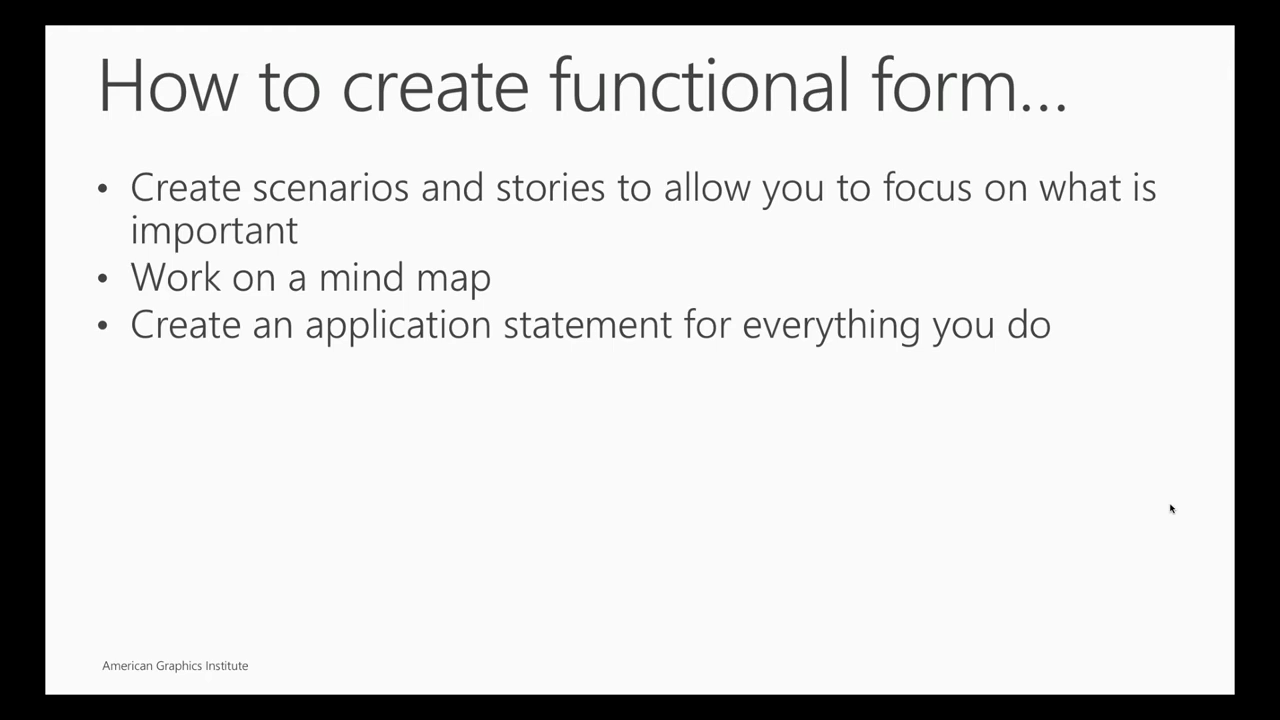 How to create functional form...
• Create scenarios and stories to allow you to focus on what is
important
• Work on a mind map
• Create an application statement for everything you do
American Graphics Institute